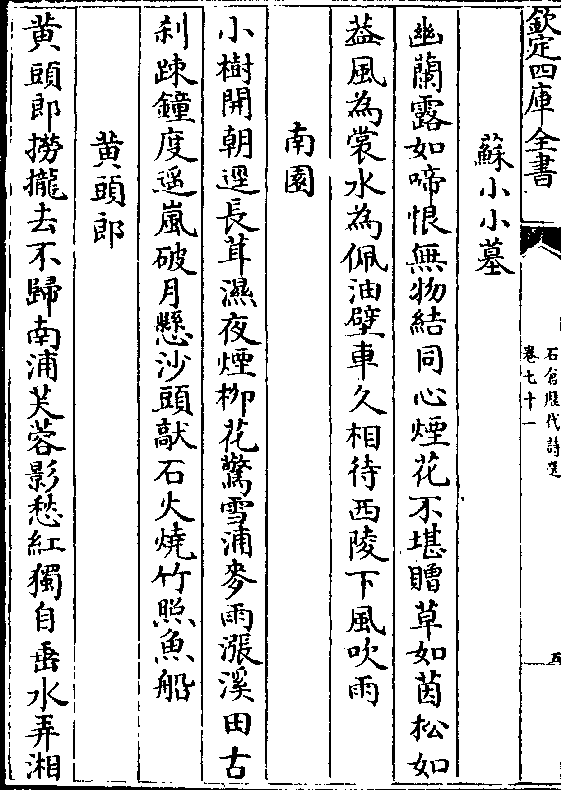 欽定四庫全書
石倉歷代詩選
卷七十一
五
蘇小小墓
幽蘭露如啼恨無物結同心煙花不堪贈草如茵松如
葢風為裳水為佩油壁車久相待西陵下風吹雨
南園
小樹開朝逕長茸濕夜煙柳花驚雪浦麥雨漲溪田古
刹踈鐘度遥嵐破月懸沙頭敲石火燒竹照魚船
黄頭郎
黄頭郎撈攏去不歸南浦芙蓉影愁紅獨自垂水弄湘